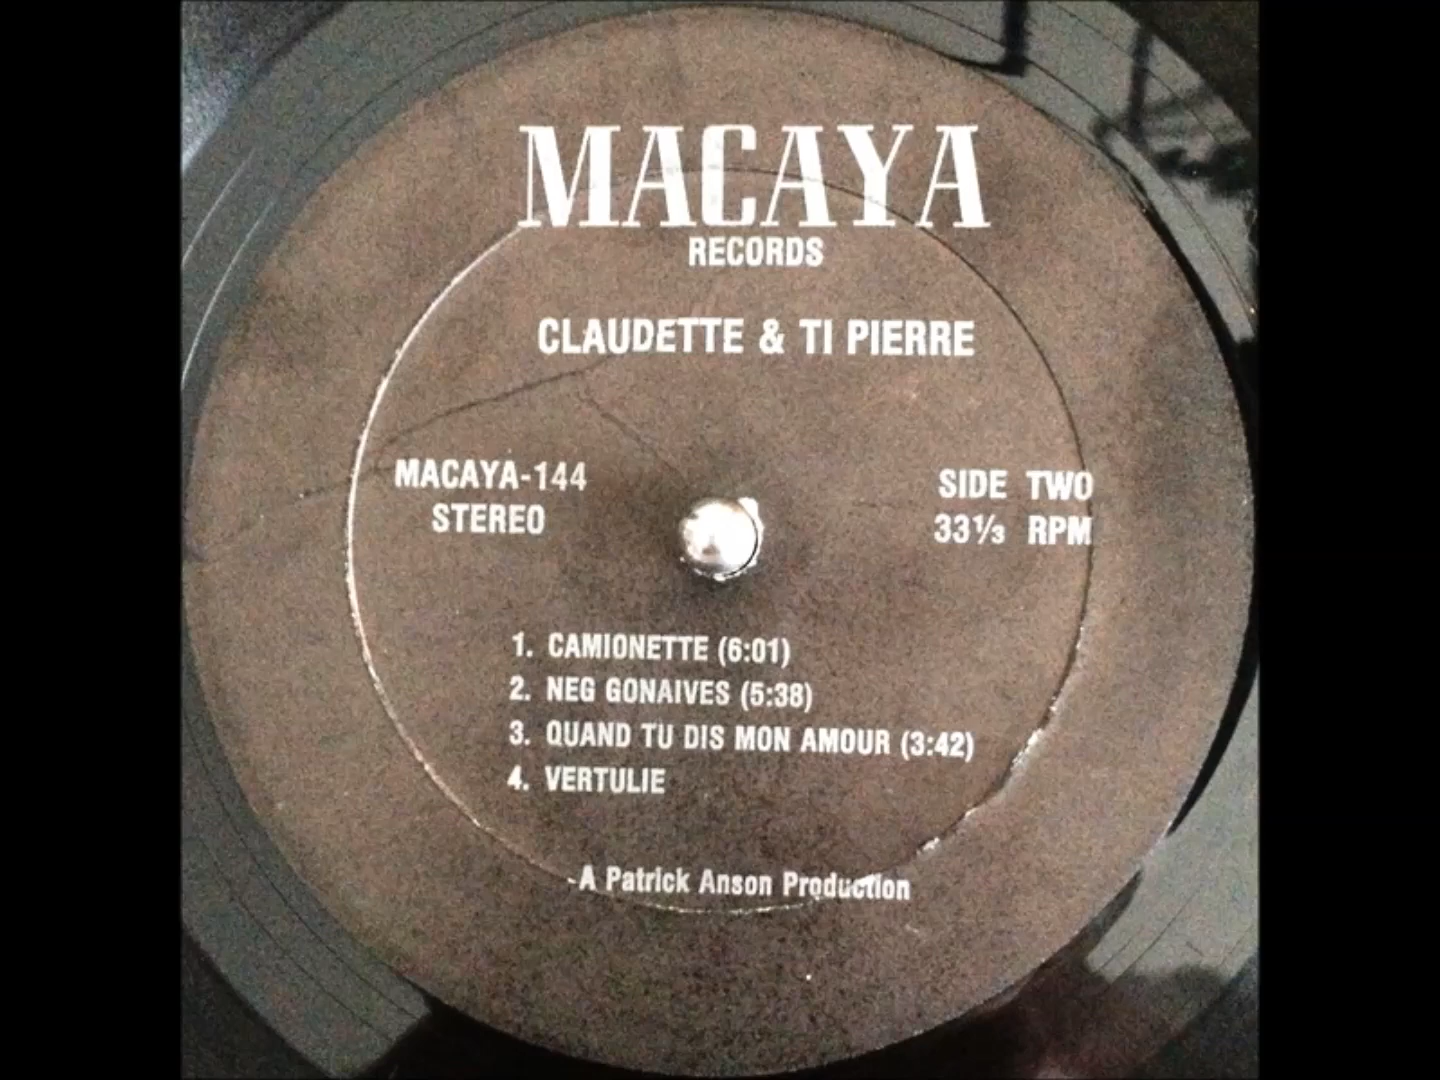 MACAYA
RECORDS
CLAUDETTE & TI PIERRE
MACAYA-144
STEREO
SIDE TWO
33⅓ RPM
1. CAMIONETTE (6:01)
2. NEG GONAIVES (5:38)
3. QUAND TU DIS MON AMOUR (3:42)
4. VERTULIE
-A Patrick Anson Production